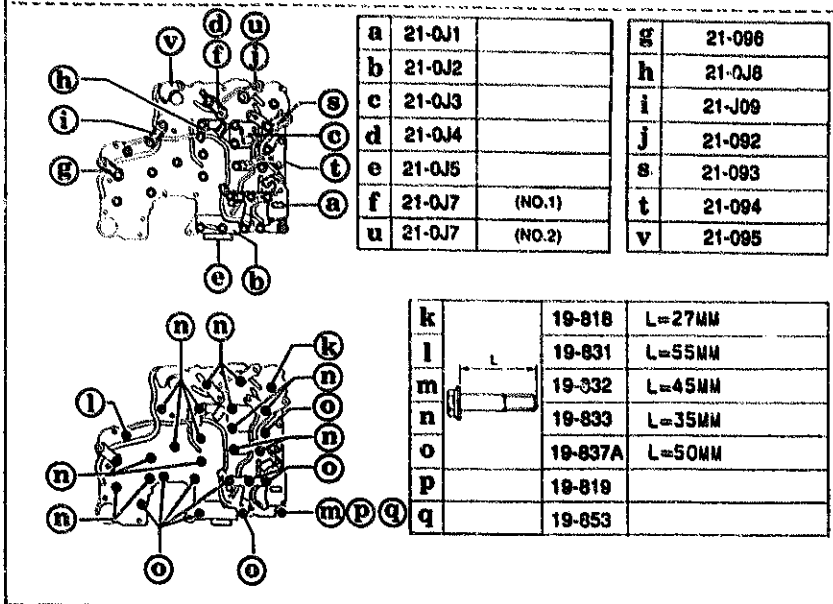 d u
v f j
h
i
g
s
c
t
a
e b
a 21-0J1
b 21-0J2
c 21-0J3
d 21-0J4
e 21-0J5
f 21-0J7 (NO.1)
u 21-0J7 (NO.2)
g 21-096
h 21-0J8
i 21-J09
j 21-092
s 21-093
t 21-094
v 21-095
n n
k
n
l o
n
n o
n m p q
o o
k 19-818 L=27MM
l 19-831 L=55MM
m 19-832 L=45MM
n 19-833 L=35MM
o 19-837A L=50MM
p 19-819
q 19-853
L